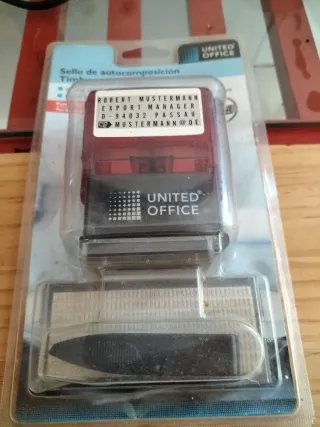 UNITED
OFFICE
Sello de autocomposición
ROBERT MUSTERMANN
EXPORT MANAGER
D-94032 PASSAU
MUSTERMANN@DE
UNITED
OFFICE